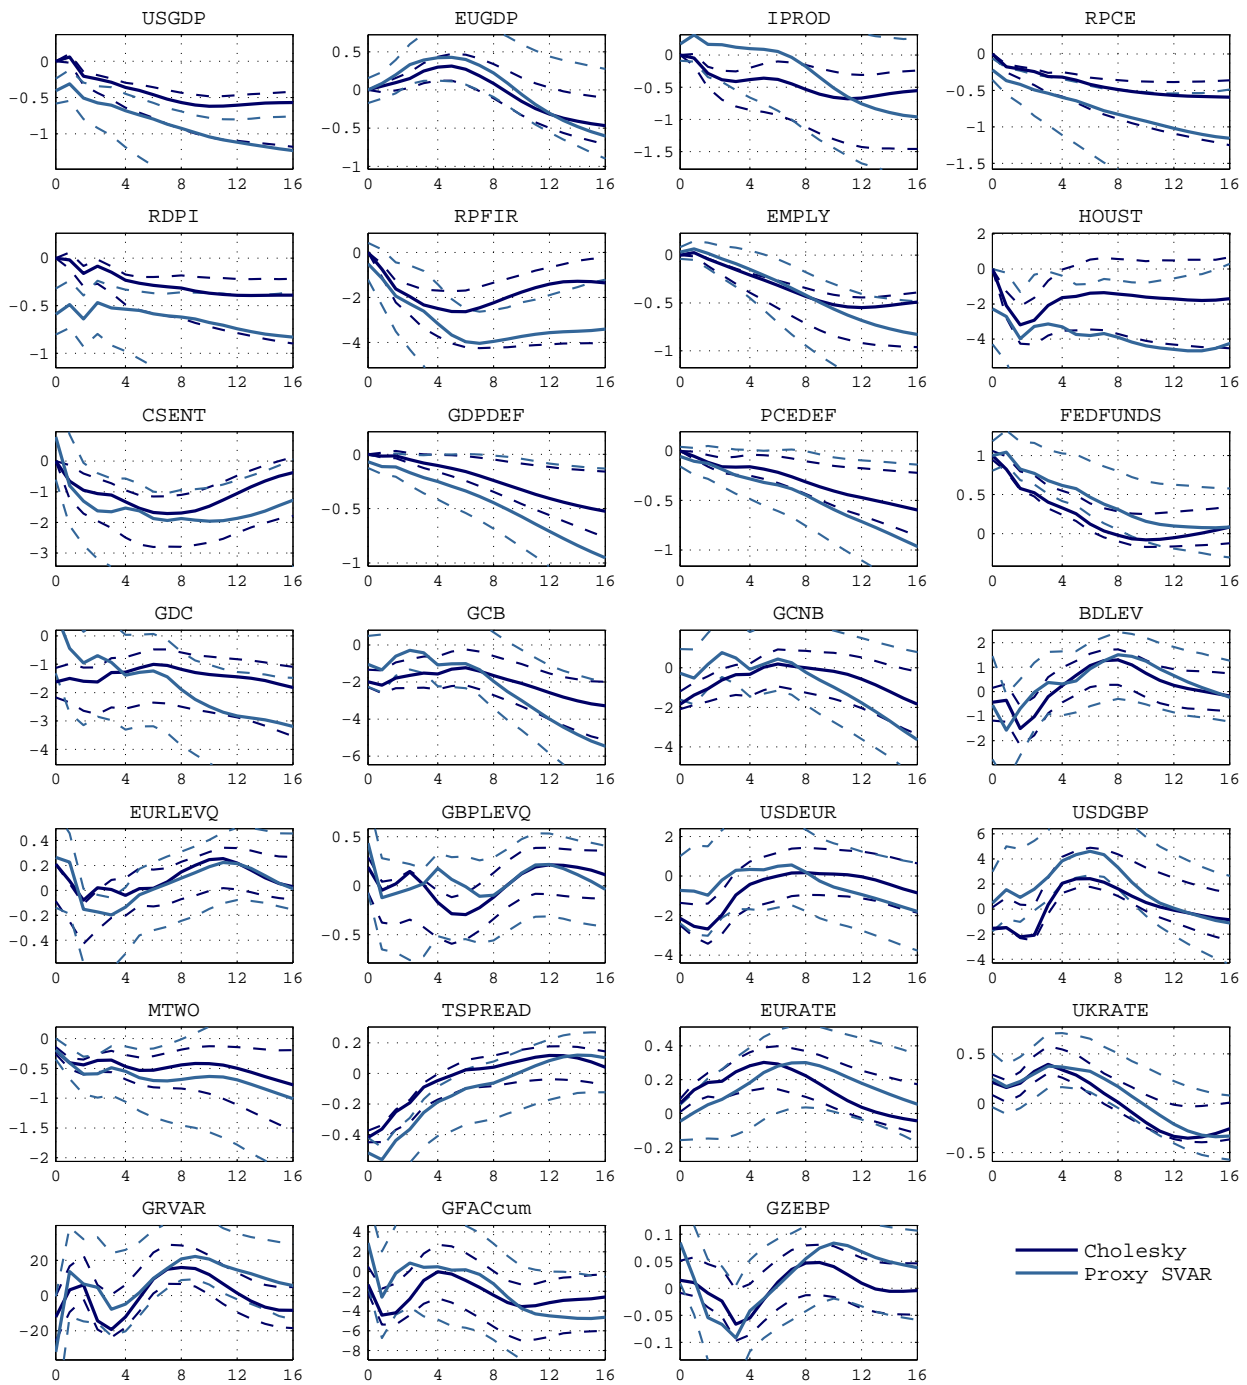 USGDP EUGDP IPROD RPCE
0 −0.5 −1 0 4 8 12 16
0.5 0 −0.5 −1 0 4 8 12 16
0 −0.5 −1 −1.5 0 4 8 12 16
0 −0.5 −1 −1.5 0 4 8 12 16
RDPI RPFIR EMPLY HOUST
0 −0.5 −1 0 4 8 12 16
0 −2 −4 0 4 8 12 16
0 −0.5 −1 0 4 8 12 16
2 0 −2 −4 0 4 8 12 16
CSENT GDPDEF PCEDEF FEDFUNDS
0 −1 −2 −3 0 4 8 12 16
0 −0.5 −1 0 4 8 12 16
0 −0.5 −1 0 4 8 12 16
1 0.5 0 0 4 8 12 16
GDC GCB GCNB BDLEV
0 −1 −2 −3 −4 0 4 8 12 16
0 −2 −4 −6 0 4 8 12 16
0 −2 −4 0 4 8 12 16
2 1 0 −1 −2 0 4 8 12 16
EURLEVQ GBPLEVQ USDEUR USDGBP
0.4 0.2 0 −0.2 −0.4 0 4 8 12 16
0.5 0 −0.5 0 4 8 12 16
2 0 −2 −4 0 4 8 12 16
6 4 2 0 −2 −4 0 4 8 12 16
MTWO TSPREAD EURATE UKRATE
0 −0.5 −1 −1.5 −2 0 4 8 12 16
0.2 0 −0.2 −0.4 0 4 8 12 16
0.4 0.2 0 −0.2 0 4 8 12 16
0.5 0 −0.5 0 4 8 12 16
GRVAR GFACcum GZEBP
20 0 −20 0 4 8 12 16
4 2 0 −2 −4 −6 −8 0 4 8 12 16
0.1 0.05 0 −0.05 −0.1 0 4 8 12 16
Cholesky
Proxy SVAR